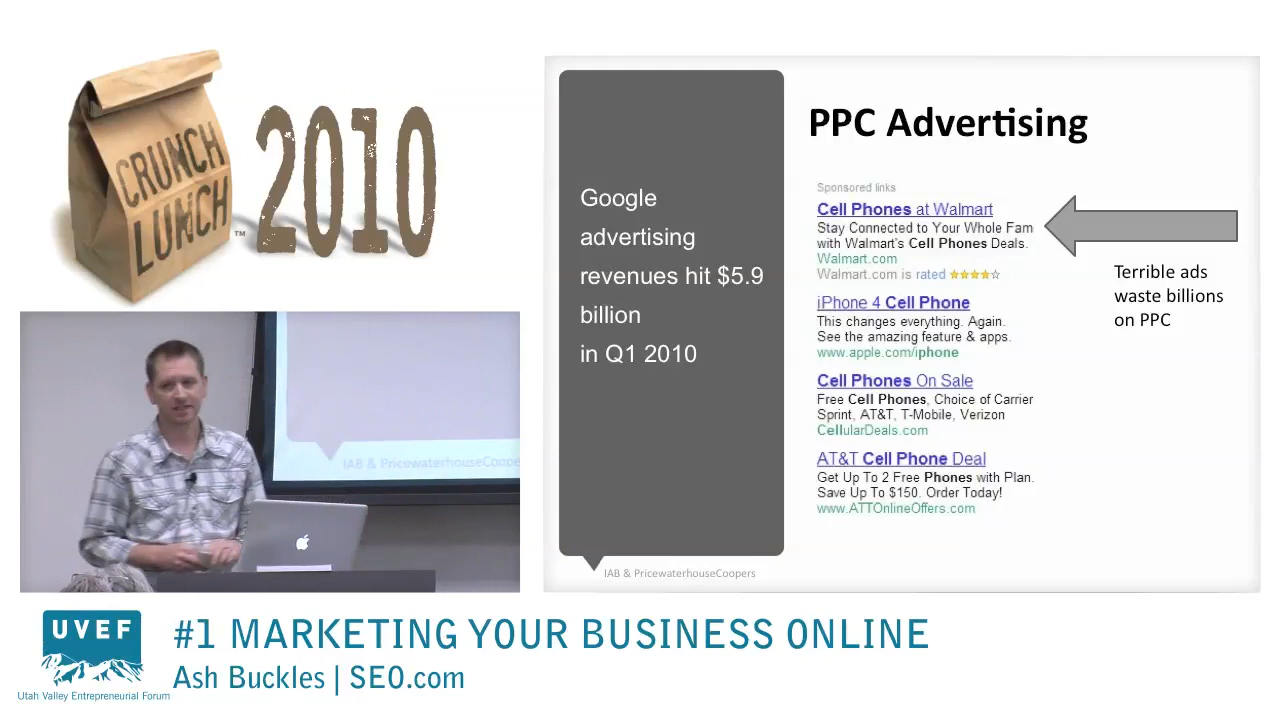 CRUNCH
LUNCH
™
2010
PPC Advertising
Google
advertising
revenues hit $5.9
billion
in Q1 2010
Sponsored links
Cell Phones at Walmart
Stay Connected to Your Whole Fam
with Walmart's Cell Phones Deals.
Walmart.com
Walmart.com is rated
iPhone 4 Cell Phone
This changes everything. Again.
See the amazing feature & apps.
www.apple.com/iphone
Cell Phones On Sale
Free Cell Phones, Choice of Carrier
Sprint, AT&T, T-Mobile, Verizon
CellularDeals.com
AT&T Cell Phone Deal
Get Up To 2 Free Phones with Plan.
Save Up To $150. Order Today!
www.ATTOnlineOffers.com
Terrible ads
waste billions
on PPC
IAB & PricewaterhouseCoopers
IAB & PricewaterhouseCoope
UVEF
Utah Valley Entrepreneurial Forum
#1 MARKETING YOUR BUSINESS ONLINE
Ash Buckles | SEO.com